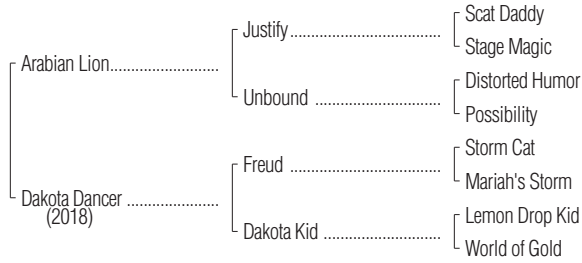 Scat Daddy
Justify
Stage Magic
Arabian Lion
Distorted Humor
Unbound
Possibility
Storm Cat
Freud
Mariah's Storm
Dakota Dancer
(2018)
Lemon Drop Kid
Dakota Kid
World of Gold